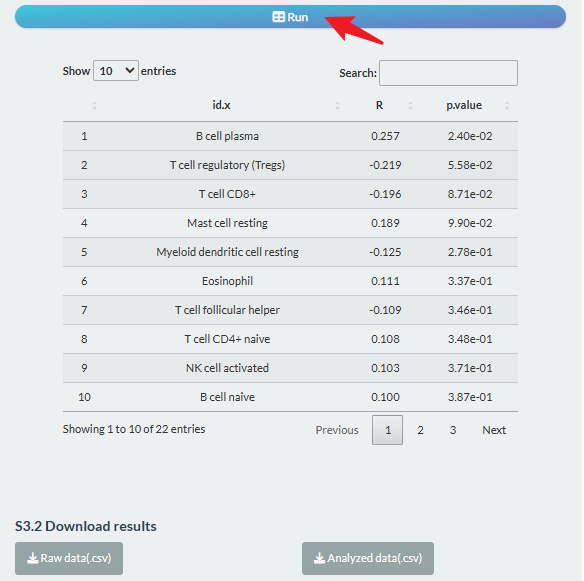 Run
Show 10 entries Search:
id.x R p.value
1 B cell plasma 0.257 2.40e-02
2 T cell regulatory (Tregs) -0.219 5.58e-02
3 T cell CD8+ -0.196 8.71e-02
4 Mast cell resting 0.189 9.90e-02
5 Myeloid dendritic cell resting -0.125 2.78e-01
6 Eosinophil 0.111 3.37e-01
7 T cell follicular helper -0.109 3.46e-01
8 T cell CD4+ naive 0.108 3.48e-01
9 NK cell activated 0.103 3.71e-01
10 B cell naive 0.100 3.87e-01
Showing 1 to 10 of 22 entries Previous 1 2 3 Next
S3.2 Download results
Raw data(.csv) Analyzed data(.csv)